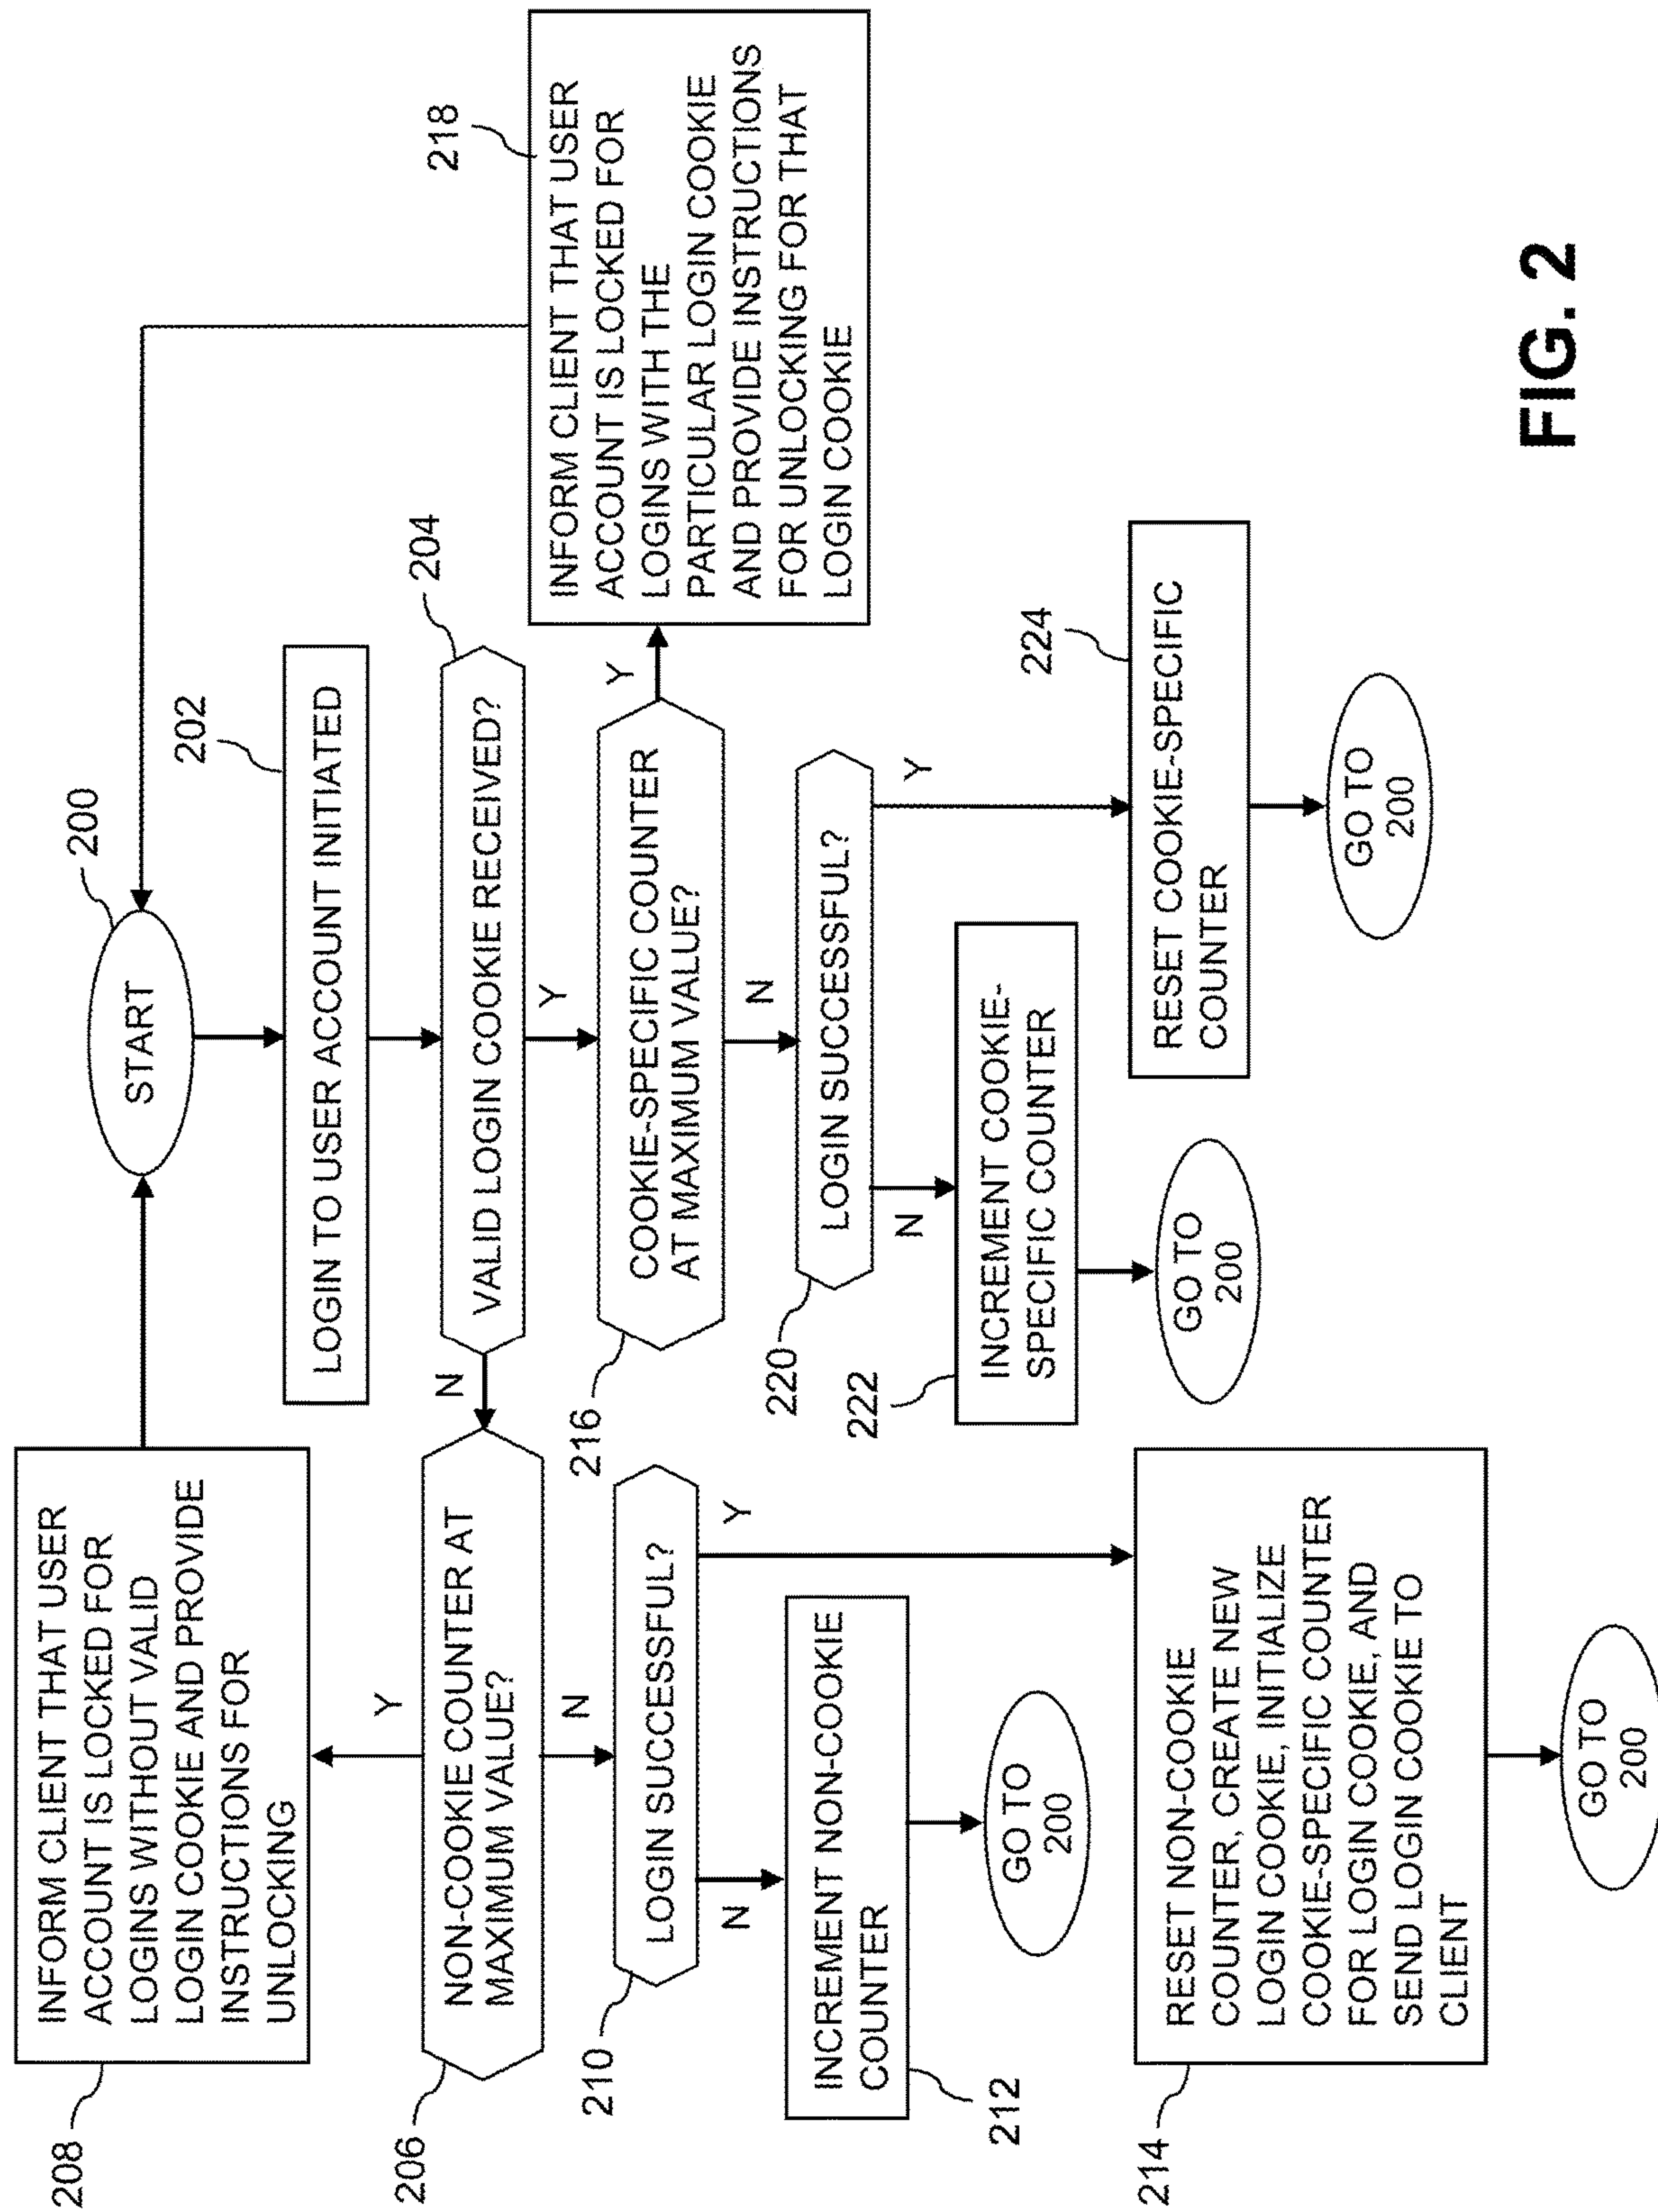 200
START
202
LOGIN TO USER ACCOUNT INITIATED
204
VALID LOGIN COOKIE RECEIVED?
N
Y
208
INFORM CLIENT THAT USER
ACCOUNT IS LOCKED FOR
LOGINS WITHOUT VALID
LOGIN COOKIE AND PROVIDE
INSTRUCTIONS FOR
UNLOCKING
Y
206
NON-COOKIE COUNTER AT
MAXIMUM VALUE?
N
210
LOGIN SUCCESSFUL?
N
Y
212
INCREMENT NON-COOKIE
COUNTER
GO TO
200
214
RESET NON-COOKIE
COUNTER, CREATE NEW
LOGIN COOKIE, INITIALIZE
COOKIE-SPECIFIC COUNTER
FOR LOGIN COOKIE, AND
SEND LOGIN COOKIE TO
CLIENT
GO TO
200
216
COOKIE-SPECIFIC COUNTER
AT MAXIMUM VALUE?
Y
N
218
INFORM CLIENT THAT USER
ACCOUNT IS LOCKED FOR
LOGINS WITH THE
PARTICULAR LOGIN COOKIE
AND PROVIDE INSTRUCTIONS
FOR UNLOCKING FOR THAT
LOGIN COOKIE
220
LOGIN SUCCESSFUL?
N
Y
222
INCREMENT COOKIE-
SPECIFIC COUNTER
GO TO
200
224
RESET COOKIE-SPECIFIC
COUNTER
GO TO
200
FIG. 2